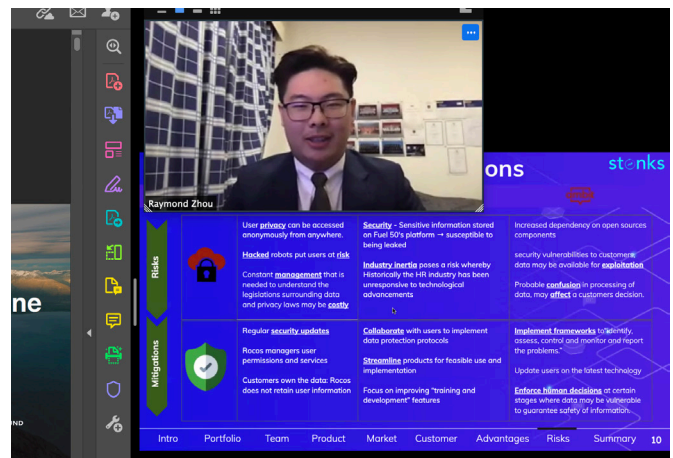 Raymond Zhou
ons
stonks
ne
UND
Risks
User privacy can be accessed
anonymously from anywhere.
Hacked robots put users at risk
Constant management that is
needed to understand the
legislations surrounding data
and privacy laws may be costly
Security - Sensitive information stored
on Fuel 50's platform → susceptible to
being leaked
Industry inertia poses a risk whereby
Historically the HR industry has been
unresponsive to technological
advancements
Increased dependency on open sources
components
security vulnerabilities to customers
data may be available for exploitation
Probable confusion in processing of
data, may affect a customers decision.
Mitigations
Regular security updates
Rocos managers user
permissions and services
Customers own the data: Rocos
does not retain user information
Collaborate with users to implement
data protection protocols
Streamline products for feasible use and
implementation
Focus on improving "training and
development" features
Implement frameworks to"identify,
assess, control and monitor and report
the problems."
Update users on the latest technology
Enforce human decisions at certain
stages where data may be vulnerable
to guarantee safety of information.
Intro Portfolio Team Product Market Customer Advantages Risks Summary 10